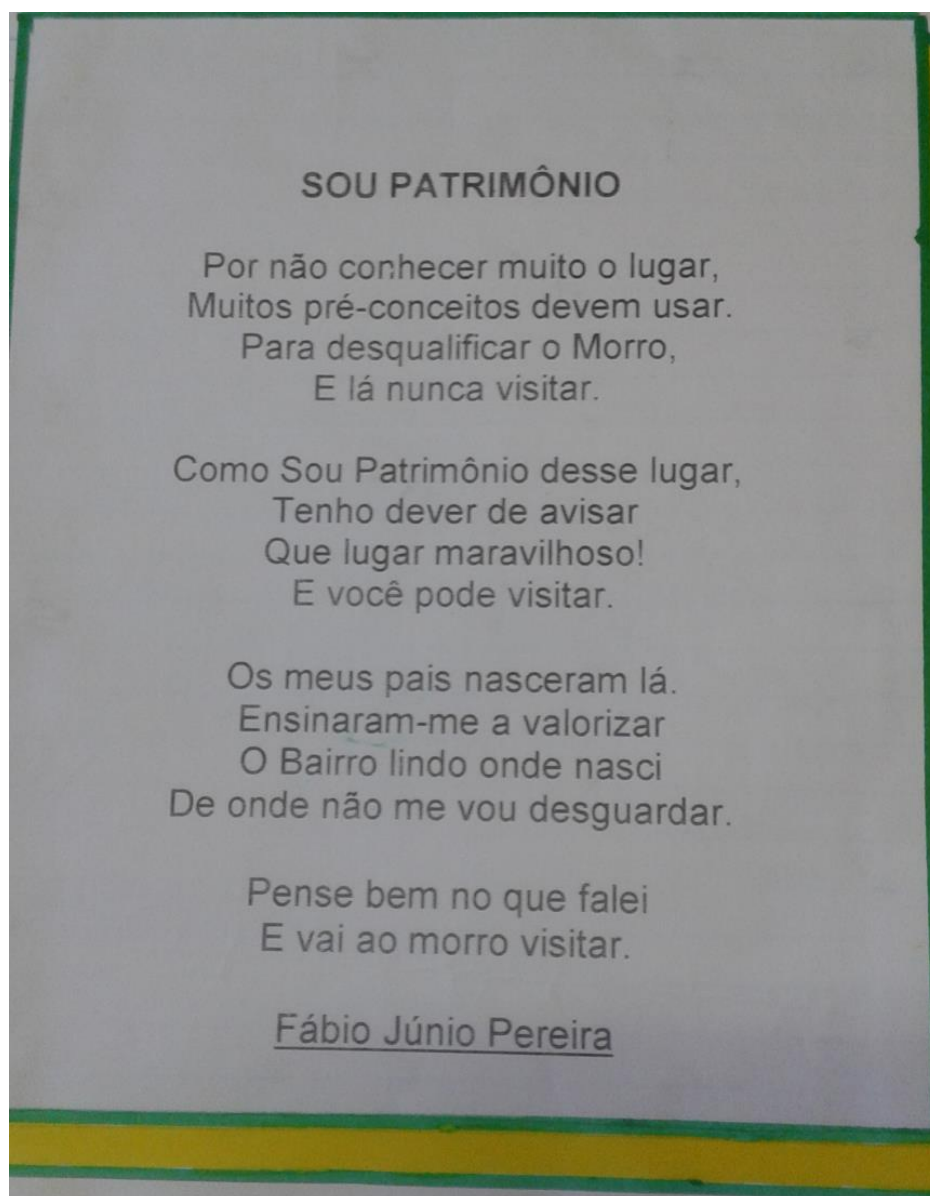 SOU PATRIMÔNIO
Por não conhecer muito o lugar,
Muitos pré-conceitos devem usar.
Para desqualificar o Morro,
E lá nunca visitar.
Como Sou Patrimônio desse lugar,
Tenho dever de avisar
Que lugar maravilhoso!
E você pode visitar.
Os meus pais nasceram lá.
Ensinaram-me a valorizar
O Bairro lindo onde nasci
De onde não me vou desguardar.
Pense bem no que falei
E vai ao morro visitar.
Fábio Júnio Pereira